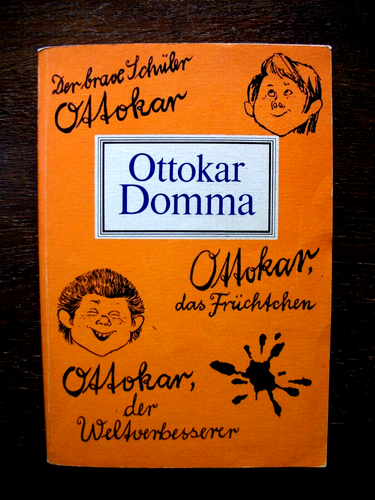 Der brave Schüler
Ottokar
Ottokar
Domma
Ottokar,
das Früchtchen
Ottokar,
der
Weltverbesserer